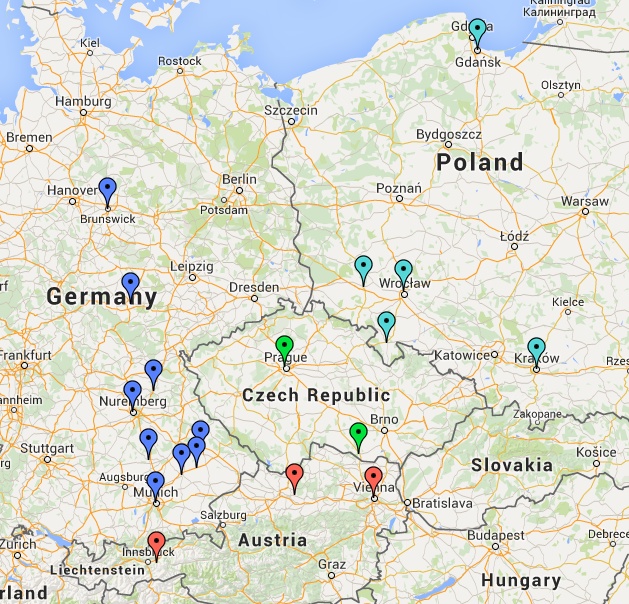 Kaliningrad
Калининград
Kiel
Gdynia
Gdańsk
Rostock
Olsztyn
Hamburg
Szczecin
Bremen
Bydgoszcz
Poland
Hanover
Berlin
Poznań
Potsdam
Brunswick
Warsaw
Łódź
Leipzig
Germany
Dresden
Wrocław
Kielce
Frankfurt
Prague
Katowice
Kraków
Nuremberg
Czech Republic
Zakopane
Brno
Stuttgart
Slovakia
Košice
Augsburg
Munich
Vienna
Bratislava
Salzburg
Zurich
Innsbruck
Austria
Budapest
Liechtenstein
Graz
Hungary